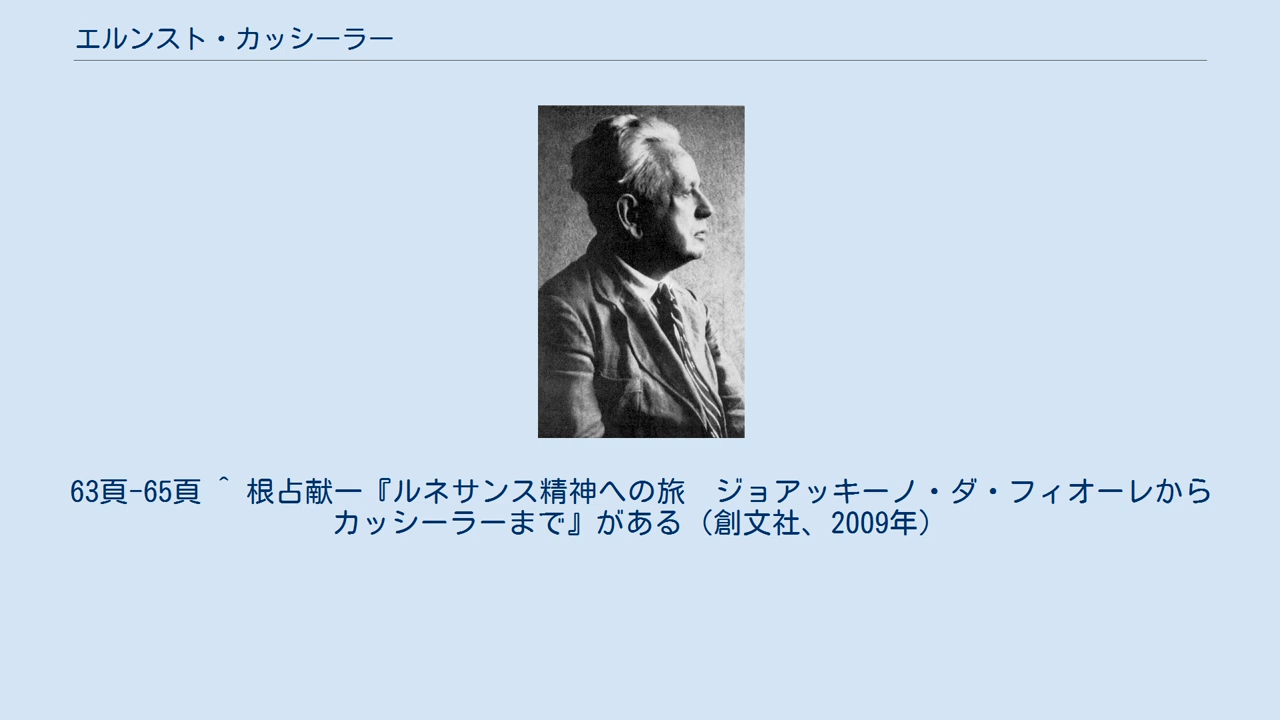 エルンスト・カッシーラー
63頁-65頁 ^ 根占献一『ルネサンス精神への旅　ジョアッキーノ・ダ・フィオーレから
カッシーラーまで』がある（創文社、2009年）